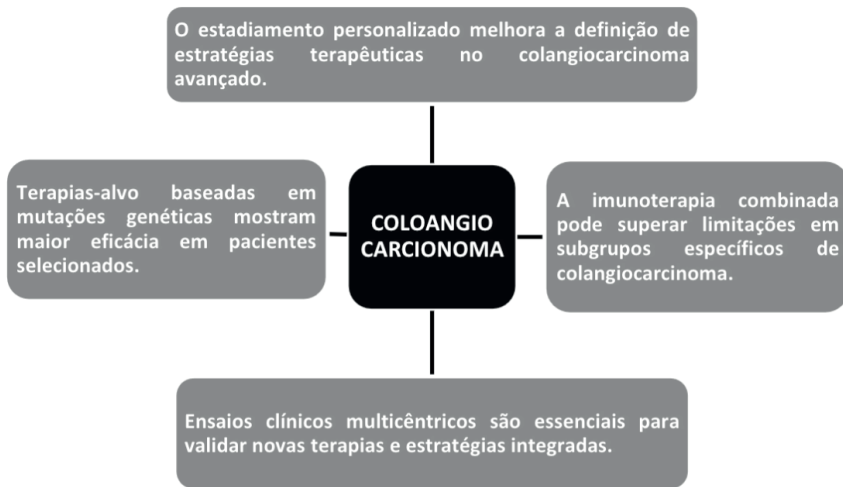 O estadiamento personalizado melhora a definição de
estratégias terapêuticas no colangiocarcinoma
avançado.
Terapias-alvo baseadas em
mutações genéticas mostram
maior eficácia em pacientes
selecionados.
COLOANGIO
CARCIONOMA
A imunoterapia combinada
pode superar limitações em
subgrupos específicos de
colangiocarcinoma.
Ensaios clínicos multicêntricos são essenciais para
validar novas terapias e estratégias integradas.